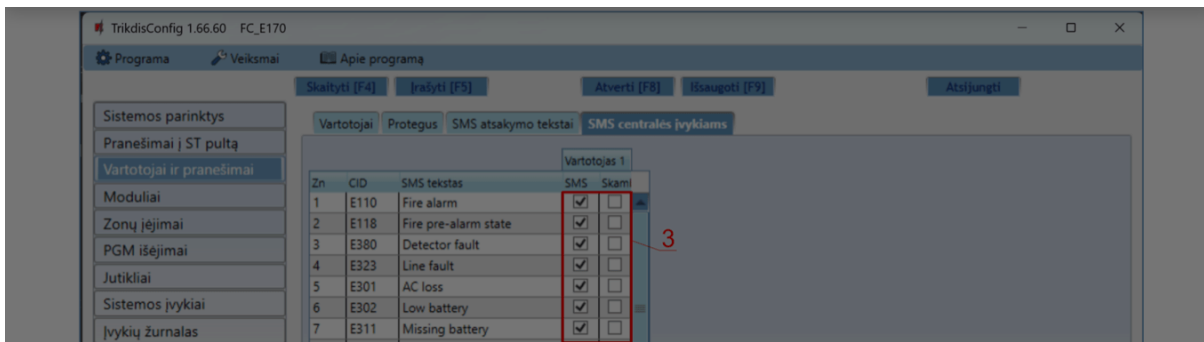 TrikdisConfig 1.66.60 FC_E170
Programa Veiksmai Apie programą
Skaityti [F4] Įrašyti [F5] Atverti [F8] Išsaugoti [F9] Atsijungti
Sistemos parinktys
Pranešimai į ST pultą
Vartotojai ir pranešimai
Moduliai
Zonų įėjimai
PGM išėjimai
Jutikliai
Sistemos įvykiai
Įvykių žurnalas
Vartotojai Protegus SMS atsakymo tekstai SMS centralės įvykiams
Vartotojas 1
Zn CID SMS tekstas SMS Skaml
1 E110 Fire alarm
2 E118 Fire pre-alarm state
3 E380 Detector fault
4 E323 Line fault
5 E301 AC loss
6 E302 Low battery
7 E311 Missing battery
3